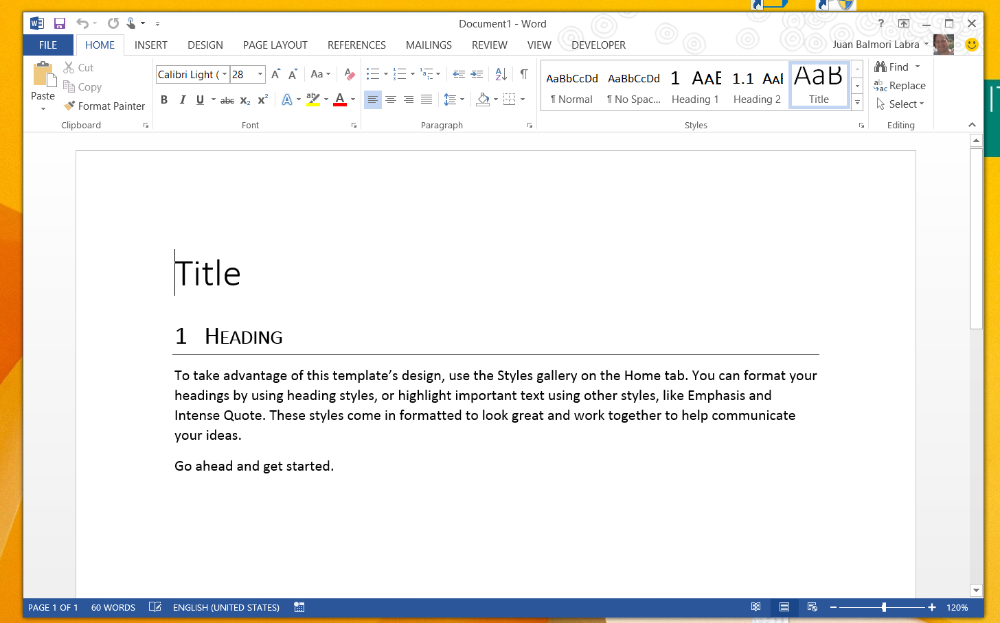 Document1 - Word
?
FILE HOME INSERT DESIGN PAGE LAYOUT REFERENCES MAILINGS REVIEW VIEW DEVELOPER
Juan Balmori Labra
Paste
Cut
Copy
Format Painter
Clipboard
Calibri Light (
28
Aa
B I U abc x₂ x²
Font
Paragraph
AaBbCcDd
¶ Normal
AaBbCcDd
¶ No Spac...
1 AAE
Heading 1
1.1 AAI
Heading 2
AaB
Title
Styles
Find
Replace
Select
Editing
Title
1 HEADING
To take advantage of this template’s design, use the Styles gallery on the Home tab. You can format your
headings by using heading styles, or highlight important text using other styles, like Emphasis and
Intense Quote. These styles come in formatted to look great and work together to help communicate
your ideas.
Go ahead and get started.
PAGE 1 OF 1 60 WORDS ENGLISH (UNITED STATES) 120%